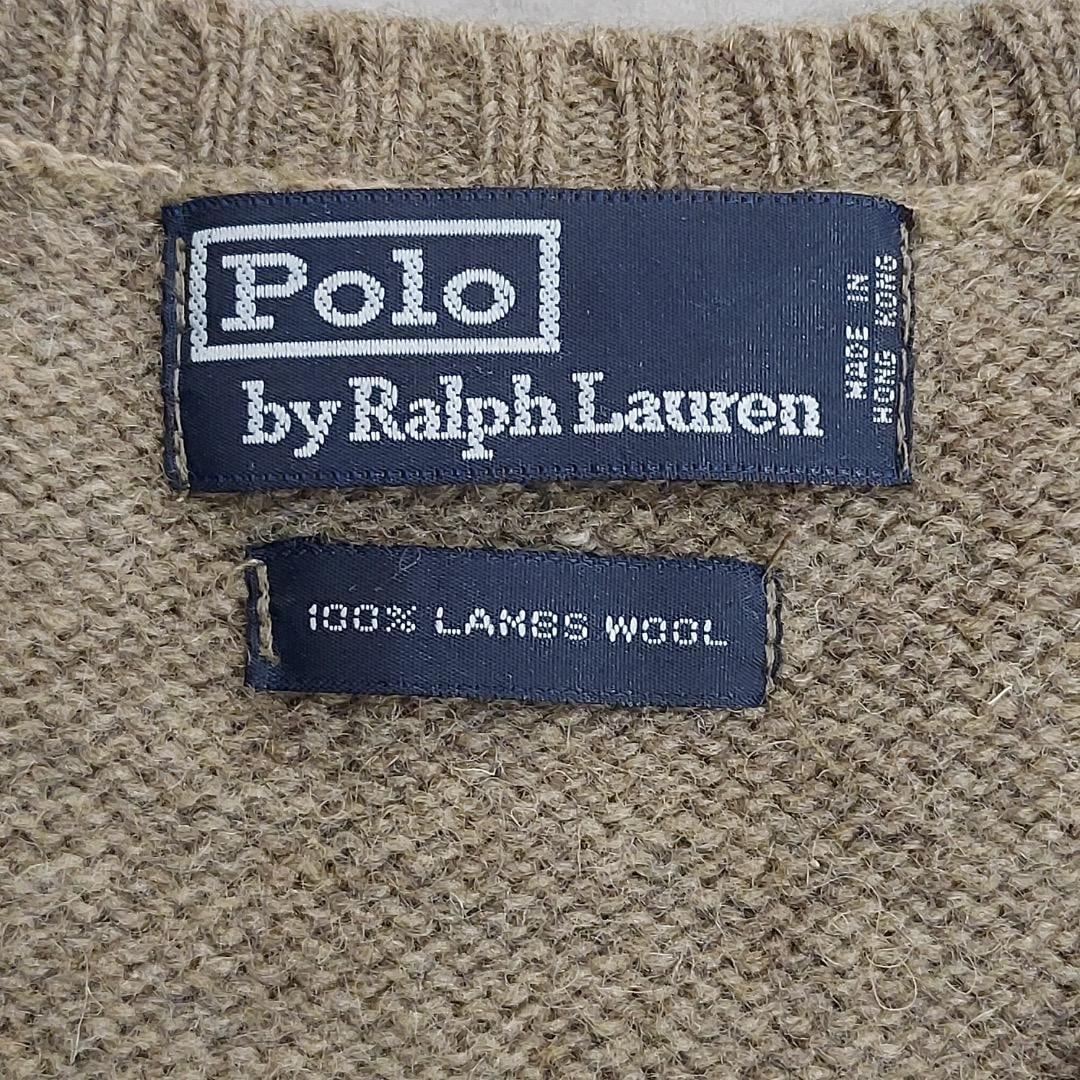 Polo
by Ralph Lauren
MADE IN
HONG KONG
100% LAMBS WOOL